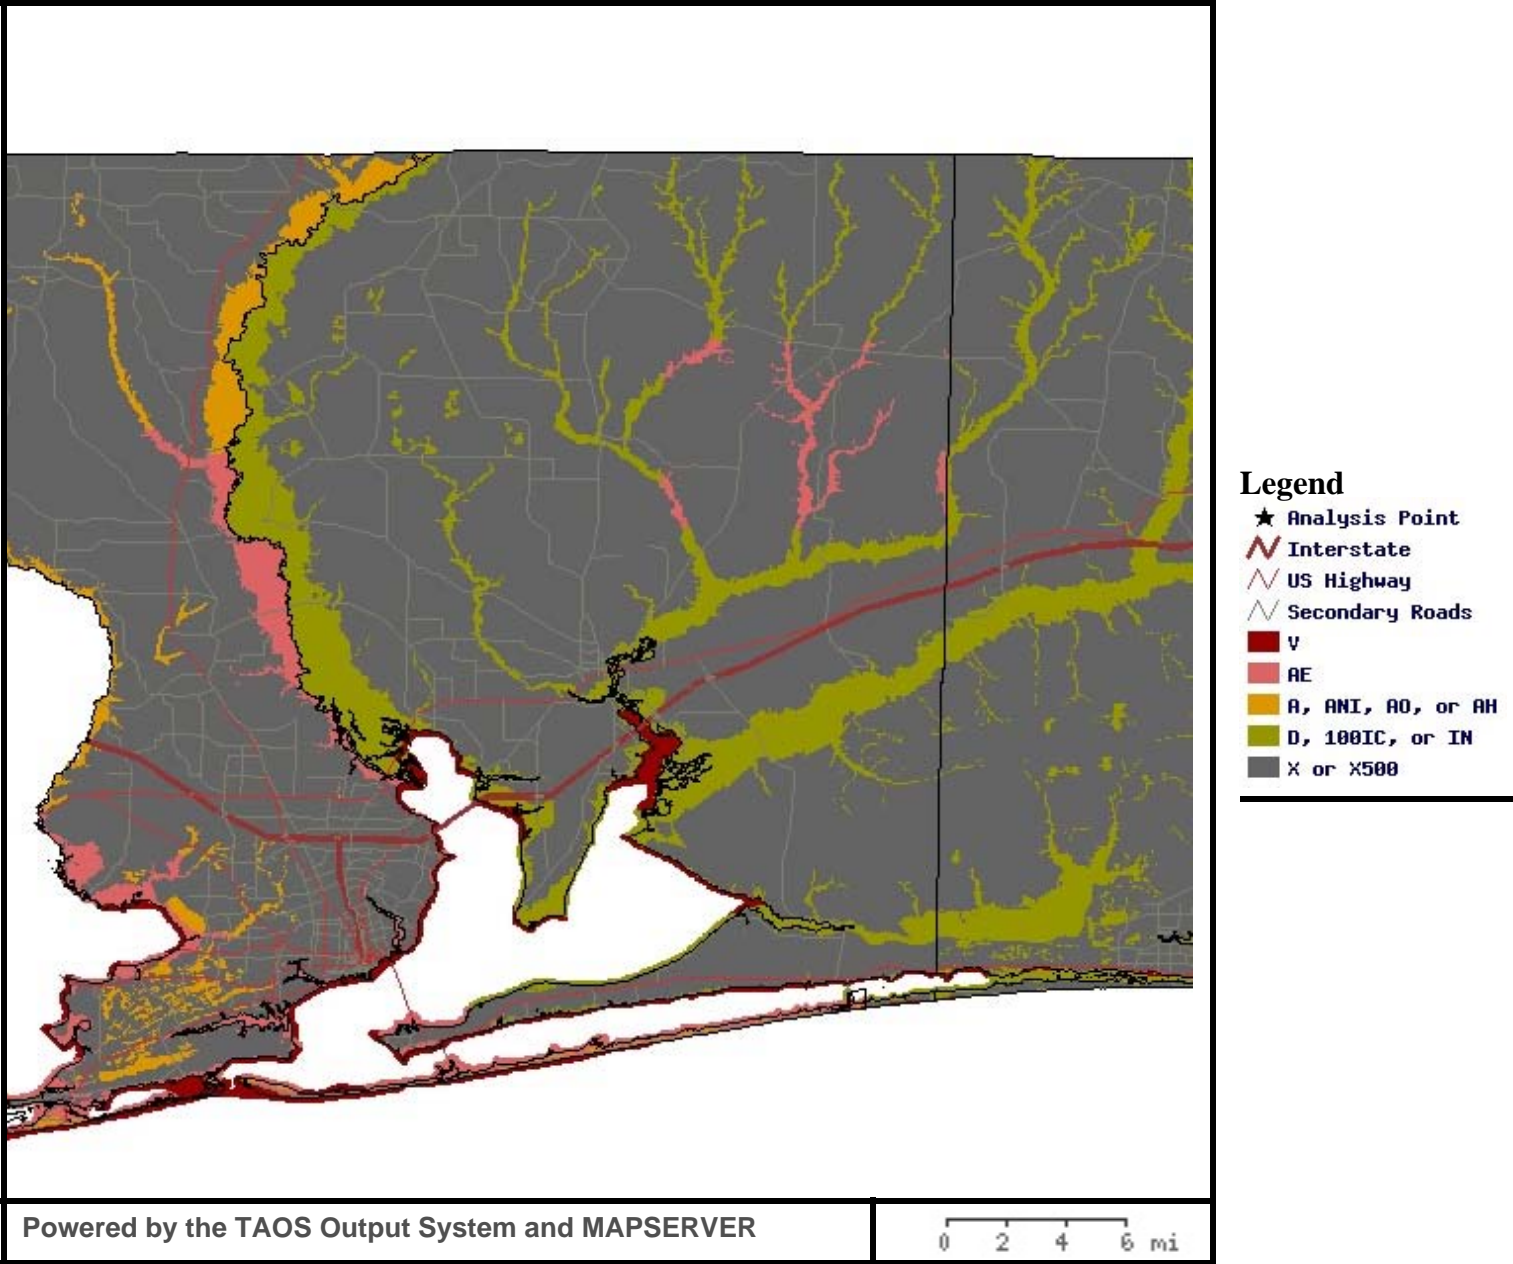 Legend
Analysis Point
Interstate
US Highway
Secondary Roads
V
AE
A, ANI, AO, or AH
D, 100IC, or IN
X or X500
Powered by the TAOS Output System and MAPSERVER
0 2 4 6 mi